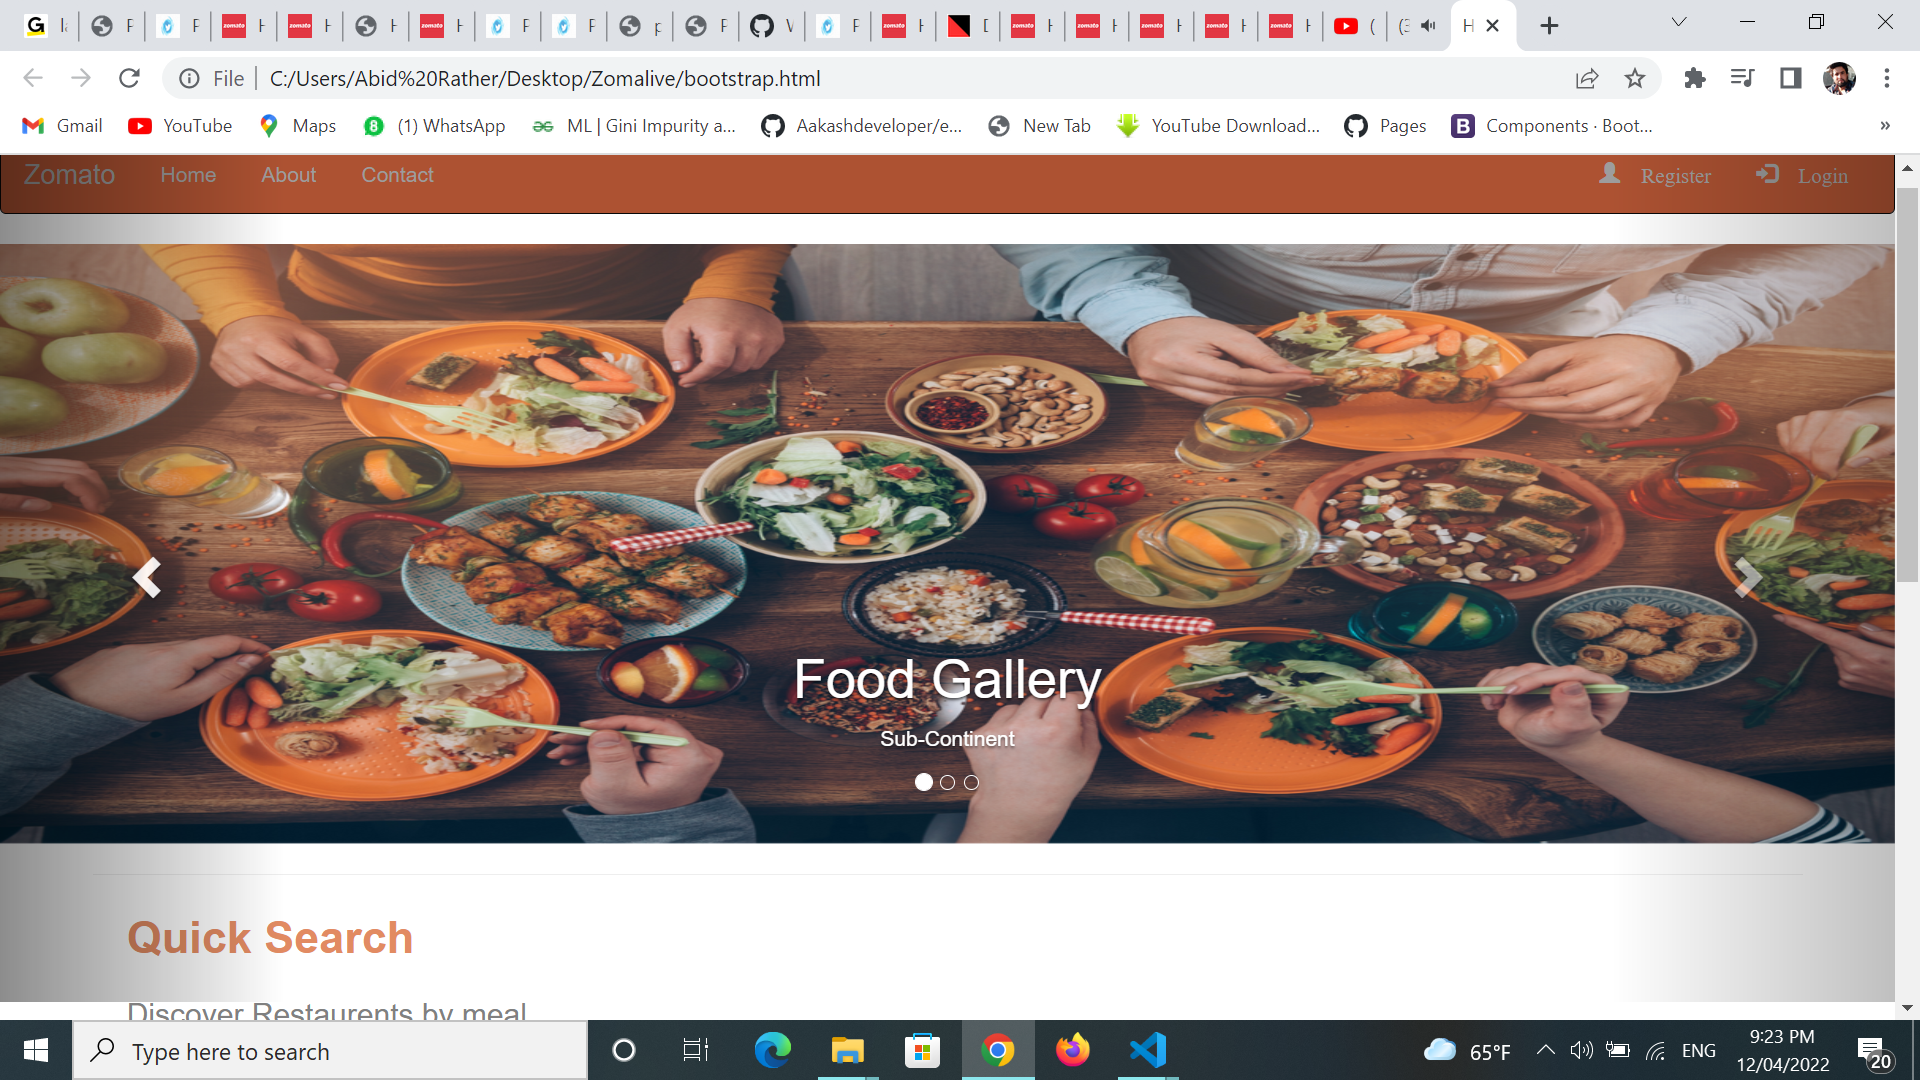 File
C:/Users/Abid%20Rather/Desktop/Zomalive/bootstrap.html
Gmail YouTube Maps (1) WhatsApp ML | Gini Impurity a... Aakashdeveloper/e... New Tab YouTube Download... Pages Components · Boot... »
Zomato Home About Contact Register Login
Food Gallery
Sub-Continent
Quick Search
Discover Restaurents by meal
Type here to search
65°F ENG
9:23 PM
12/04/2022
20